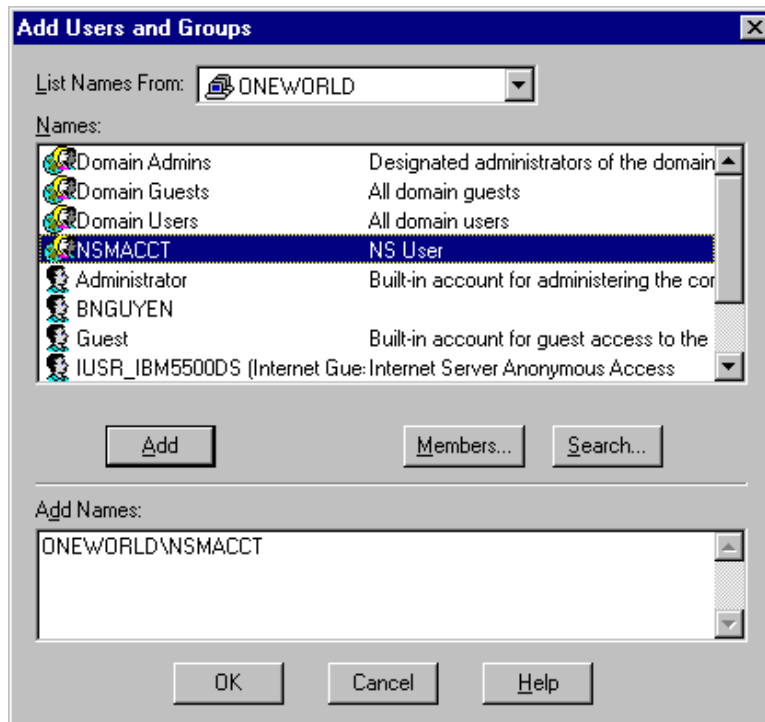 Add Users and Groups
List Names From: ONEWORLD
Names:
Domain Admins Designated administrators of the domain
Domain Guests All domain guests
Domain Users All domain users
NSMACCT NS User
Administrator Built-in account for administering the cor
BNGUYEN
Guest Built-in account for guest access to the
IUSR_IBM5500DS (Internet Gue: Internet Server Anonymous Access
Add Members... Search...
Add Names:
ONEWORLD\NSMACCT
OK Cancel Help